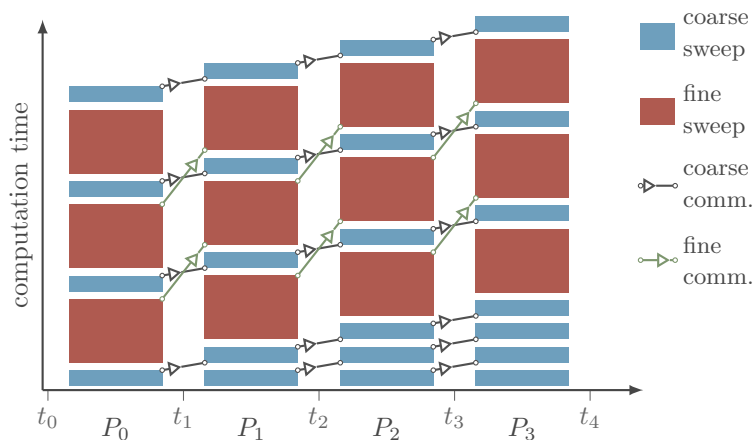 coarse
sweep
fine
sweep
coarse
comm.
fine
comm.
computation time
t₀ P₀ t₁ P₁ t₂ P₂ t₃ P₃ t₄